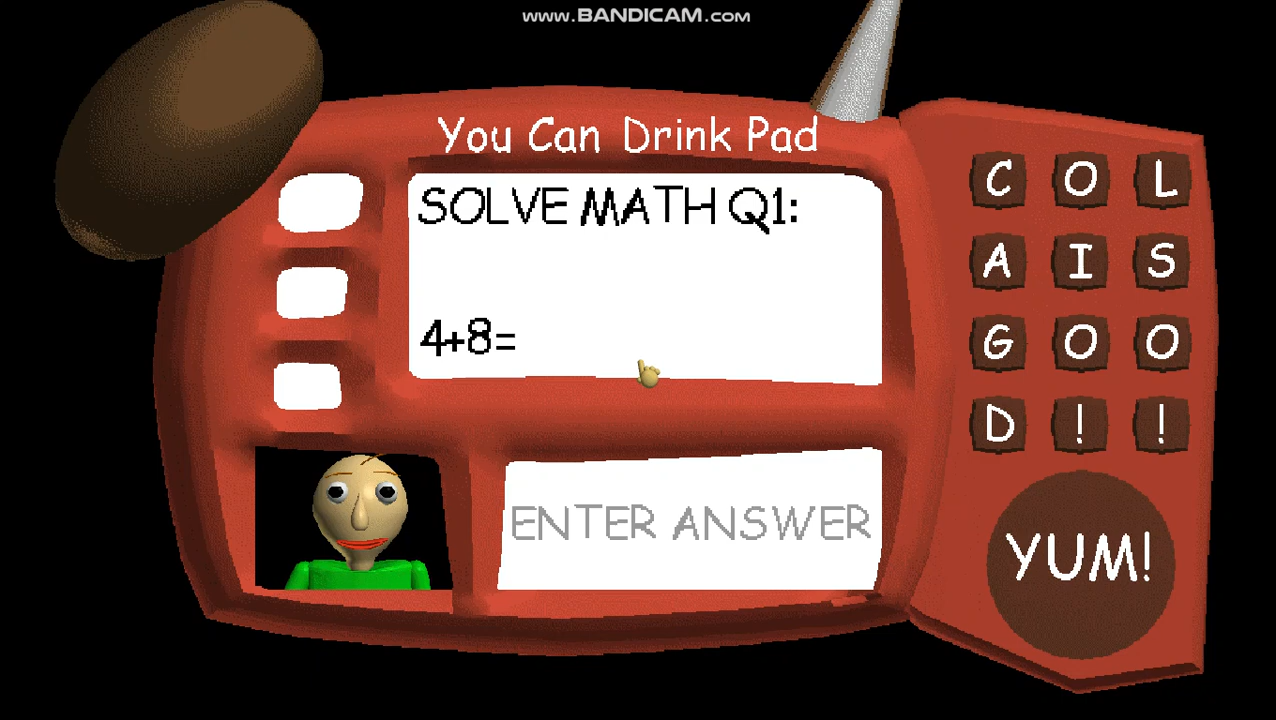 www.BANDICAM.com
You Can Drink Pad
SOLVE MATH Q1:
4+8=
ENTER ANSWER
C O L
A I S
G O O
D ! !
YUM!